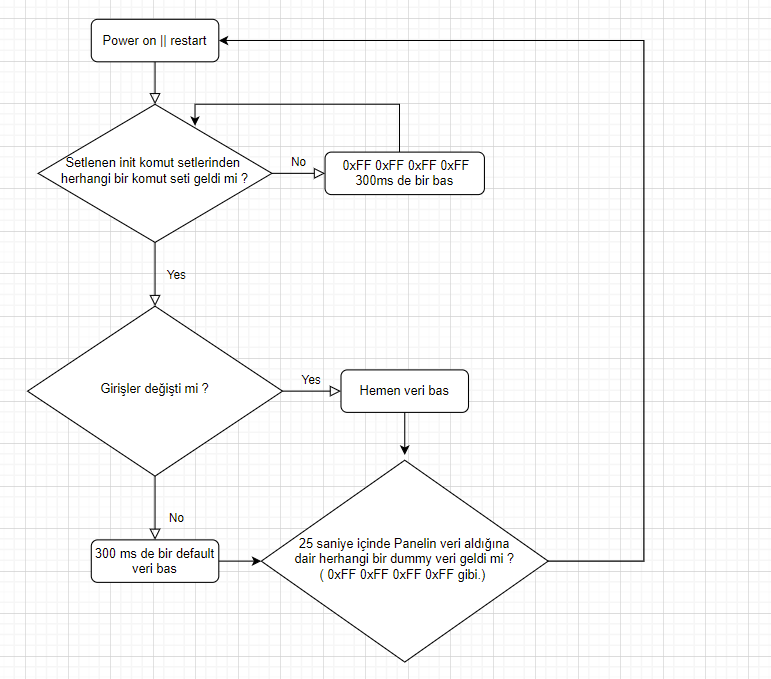 Power on || restart
Setlenen init komut setlerinden
herhangi bir komut seti geldi mi ?
No
0xFF 0xFF 0xFF 0xFF
300ms de bir bas
Yes
Girişler değişti mi ?
Yes
Hemen veri bas
No
300 ms de bir default
veri bas
25 saniye içinde Panelin veri aldığına
dair herhangi bir dummy veri geldi mi ?
( 0xFF 0xFF 0xFF 0xFF gibi.)